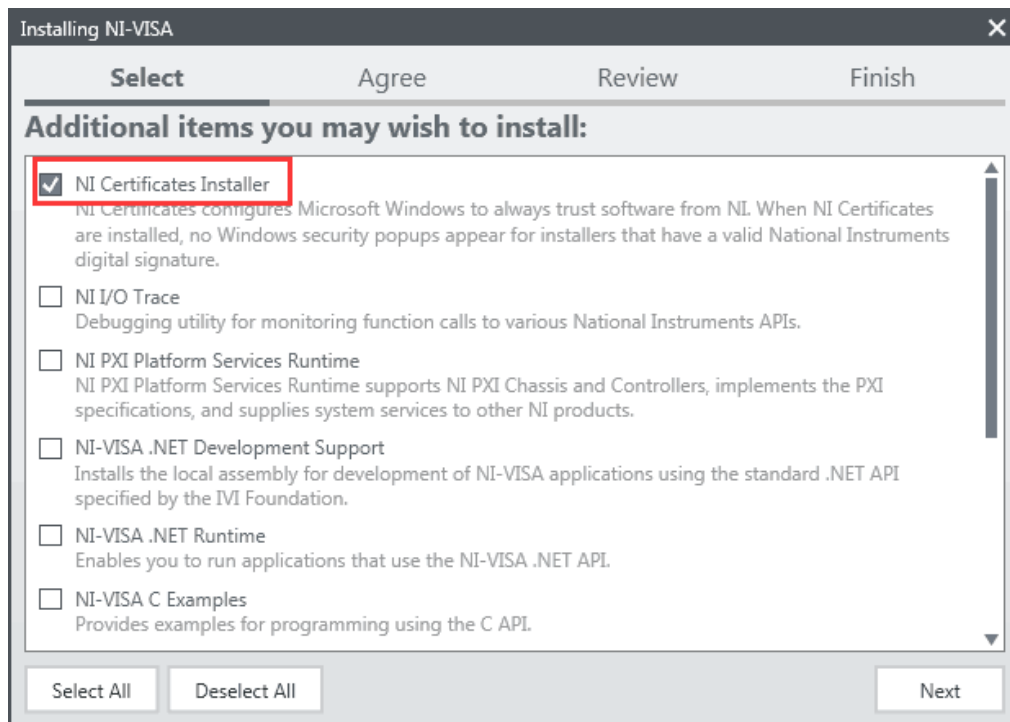 Installing NI-VISA
Select Agree Review Finish
Additional items you may wish to install:
NI Certificates Installer
NI Certificates configures Microsoft Windows to always trust software from NI. When NI Certificates
are installed, no Windows security popups appear for installers that have a valid National Instruments
digital signature.
NI I/O Trace
Debugging utility for monitoring function calls to various National Instruments APIs.
NI PXI Platform Services Runtime
NI PXI Platform Services Runtime supports NI PXI Chassis and Controllers, implements the PXI
specifications, and supplies system services to other NI products.
NI-VISA .NET Development Support
Installs the local assembly for development of NI-VISA applications using the standard .NET API
specified by the IVI Foundation.
NI-VISA .NET Runtime
Enables you to run applications that use the NI-VISA .NET API.
NI-VISA C Examples
Provides examples for programming using the C API.
Select All Deselect All Next